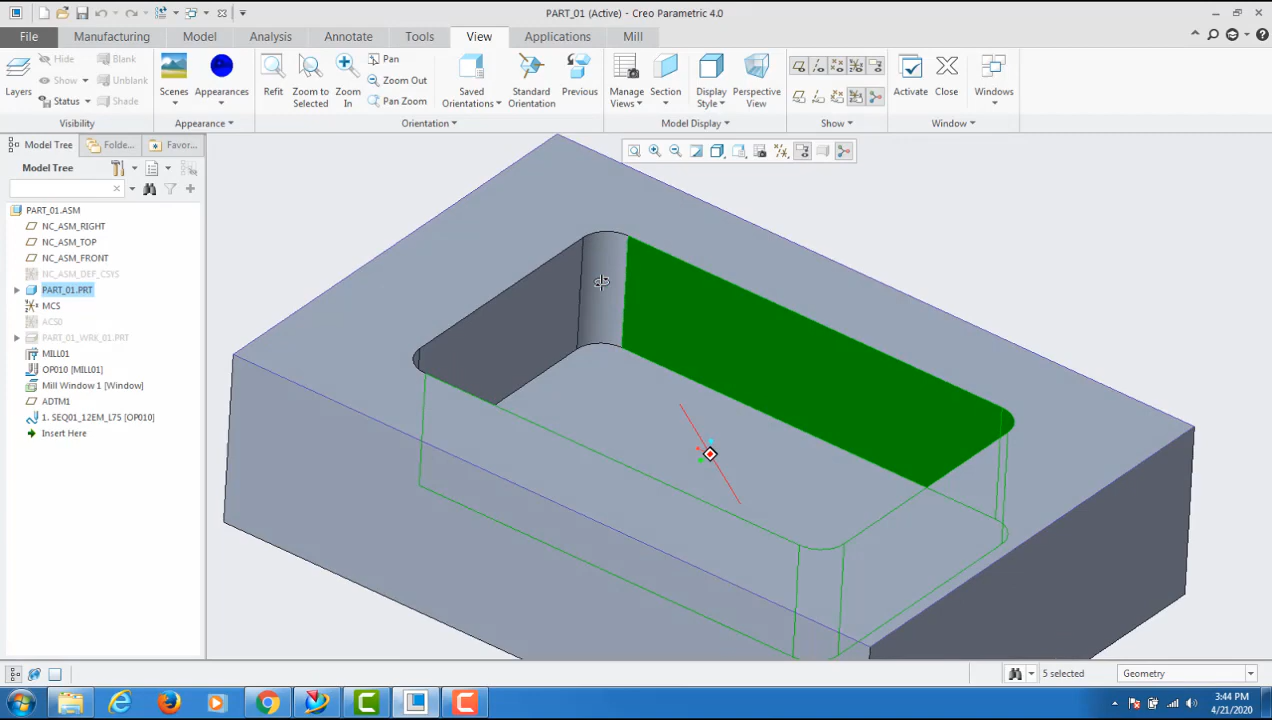 PART_01 (Active) - Creo Parametric 4.0
File Manufacturing Model Analysis Annotate Tools View Applications Mill
Hide Blank
Show Unblank
Status Shade
Layers
Scenes Appearances
Refit Zoom to Selected Zoom In
Pan
Zoom Out
Pan Zoom
Saved Orientations Standard Orientation Previous
Manage Views Section Display Style Perspective View
Activate Close Windows
Visibility Appearance Orientation Model Display Show Window
Model Tree Folde... Favor...
Model Tree
PART_01.ASM
NC_ASM_RIGHT
NC_ASM_TOP
NC_ASM_FRONT
NC_ASM_DEF_CSYS
PART_01.PRT
MCS
ACS0
PART_01_WRK_01.PRT
MILL01
OP010 [MILL01]
Mill Window 1 [Window]
ADTM1
1. SEQ01_12EM_L75 [OP010]
Insert Here
5 selected Geometry
3:44 PM
4/21/2020